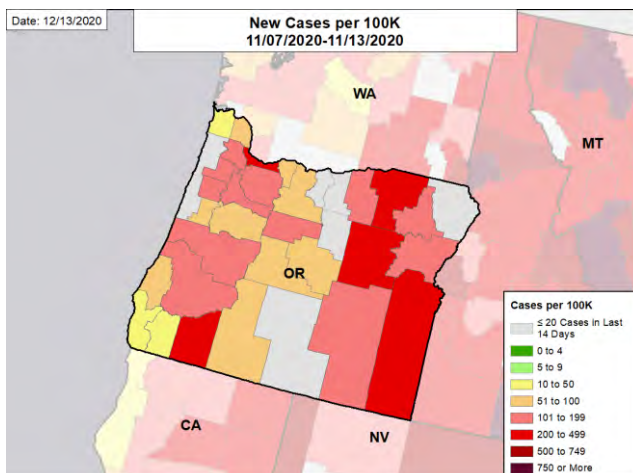 Date: 12/13/2020
New Cases per 100K
11/07/2020-11/13/2020
WA
MT
OR
CA
NV
Cases per 100K
≤ 20 Cases in Last
14 Days
0 to 4
5 to 9
10 to 50
51 to 100
101 to 199
200 to 499
500 to 749
750 or More